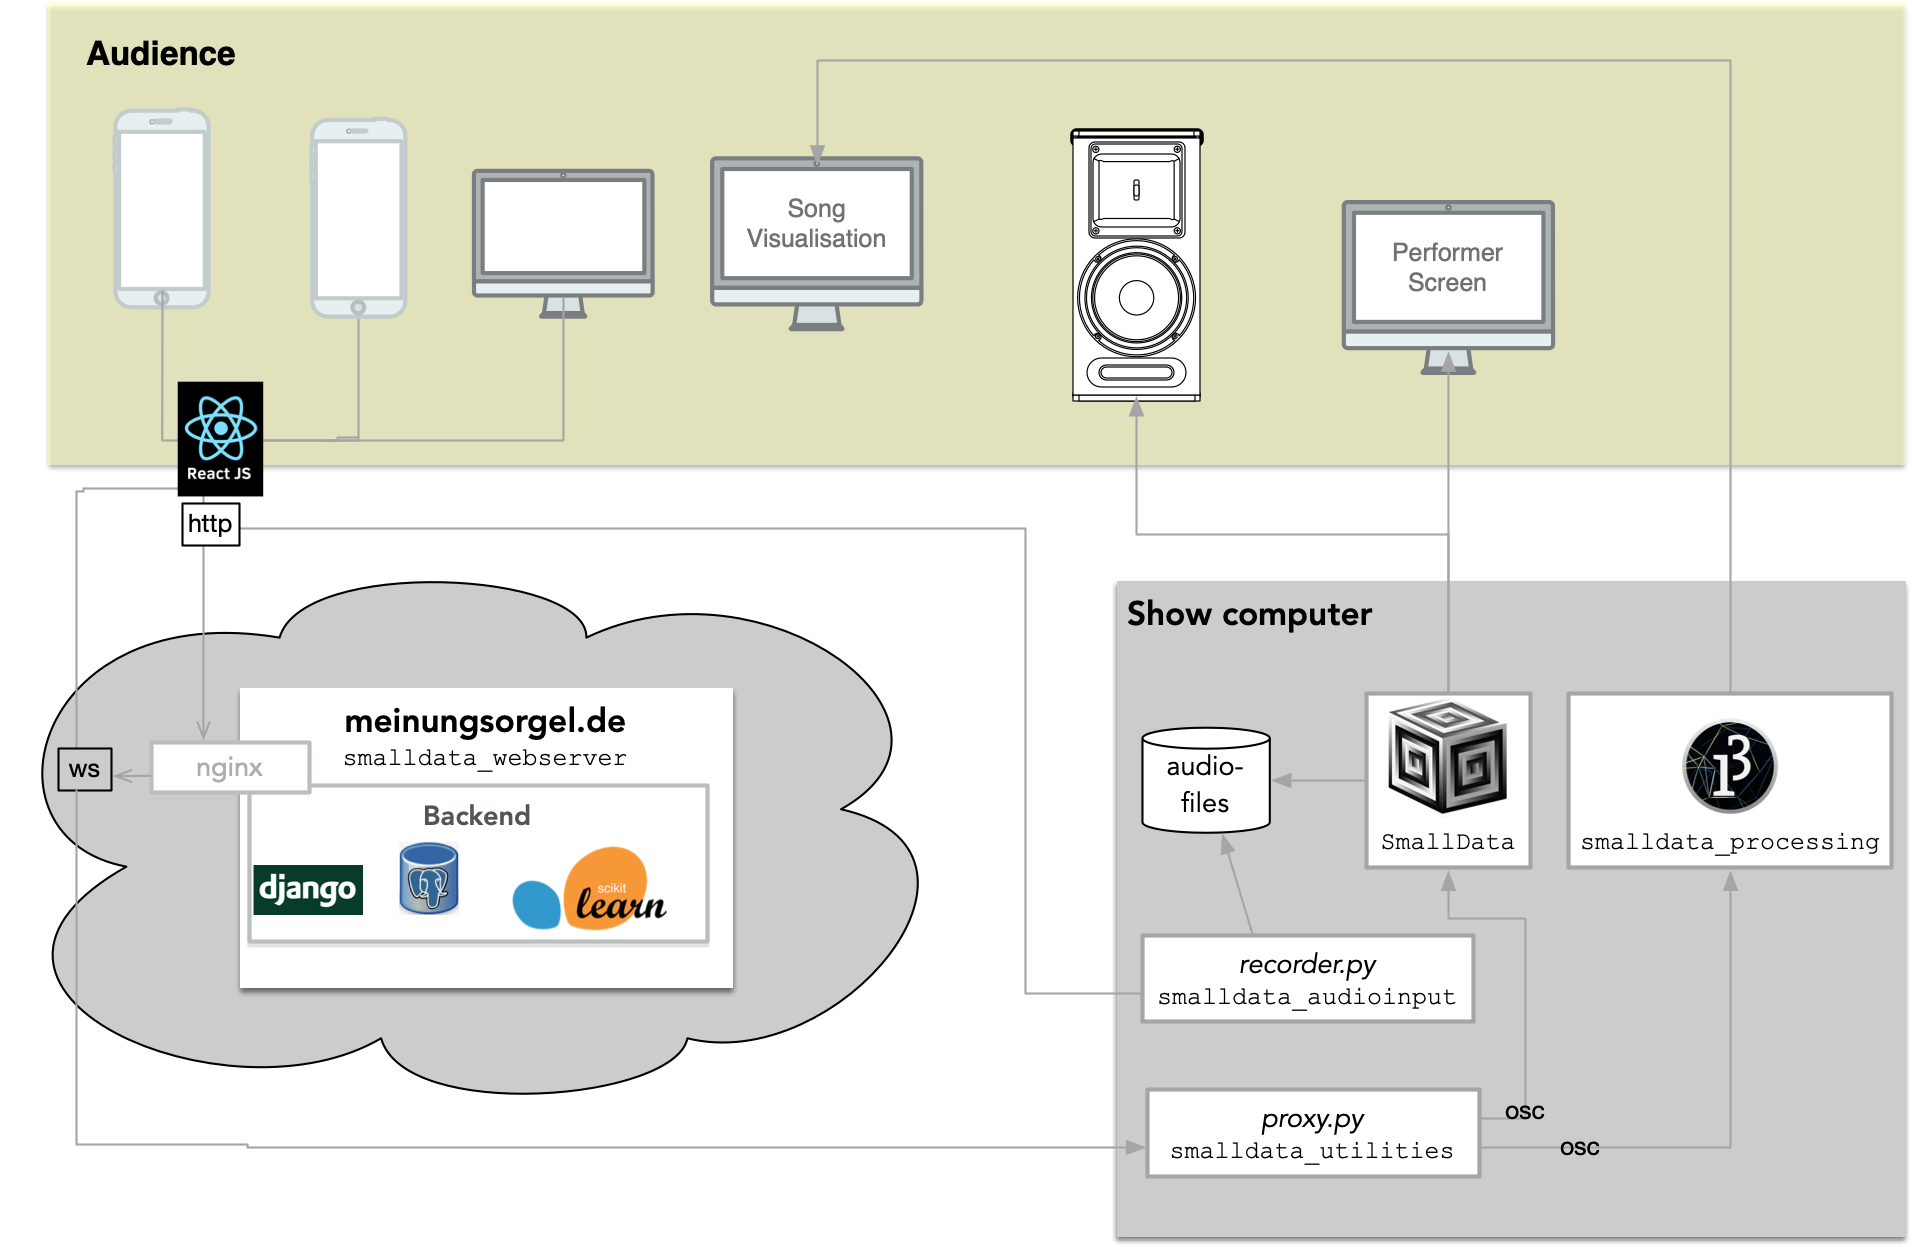 Audience
Song
Visualisation
Performer
Screen
React JS
http
Show computer
meinungsorgel.de
smalldata_webserver
ws
nginx
audio-
files
Backend
SmallData
smalldata_processing
django
scikit
learn
recorder.py
smalldata_audioinput
proxy.py
smalldata_utilities
OSC
OSC